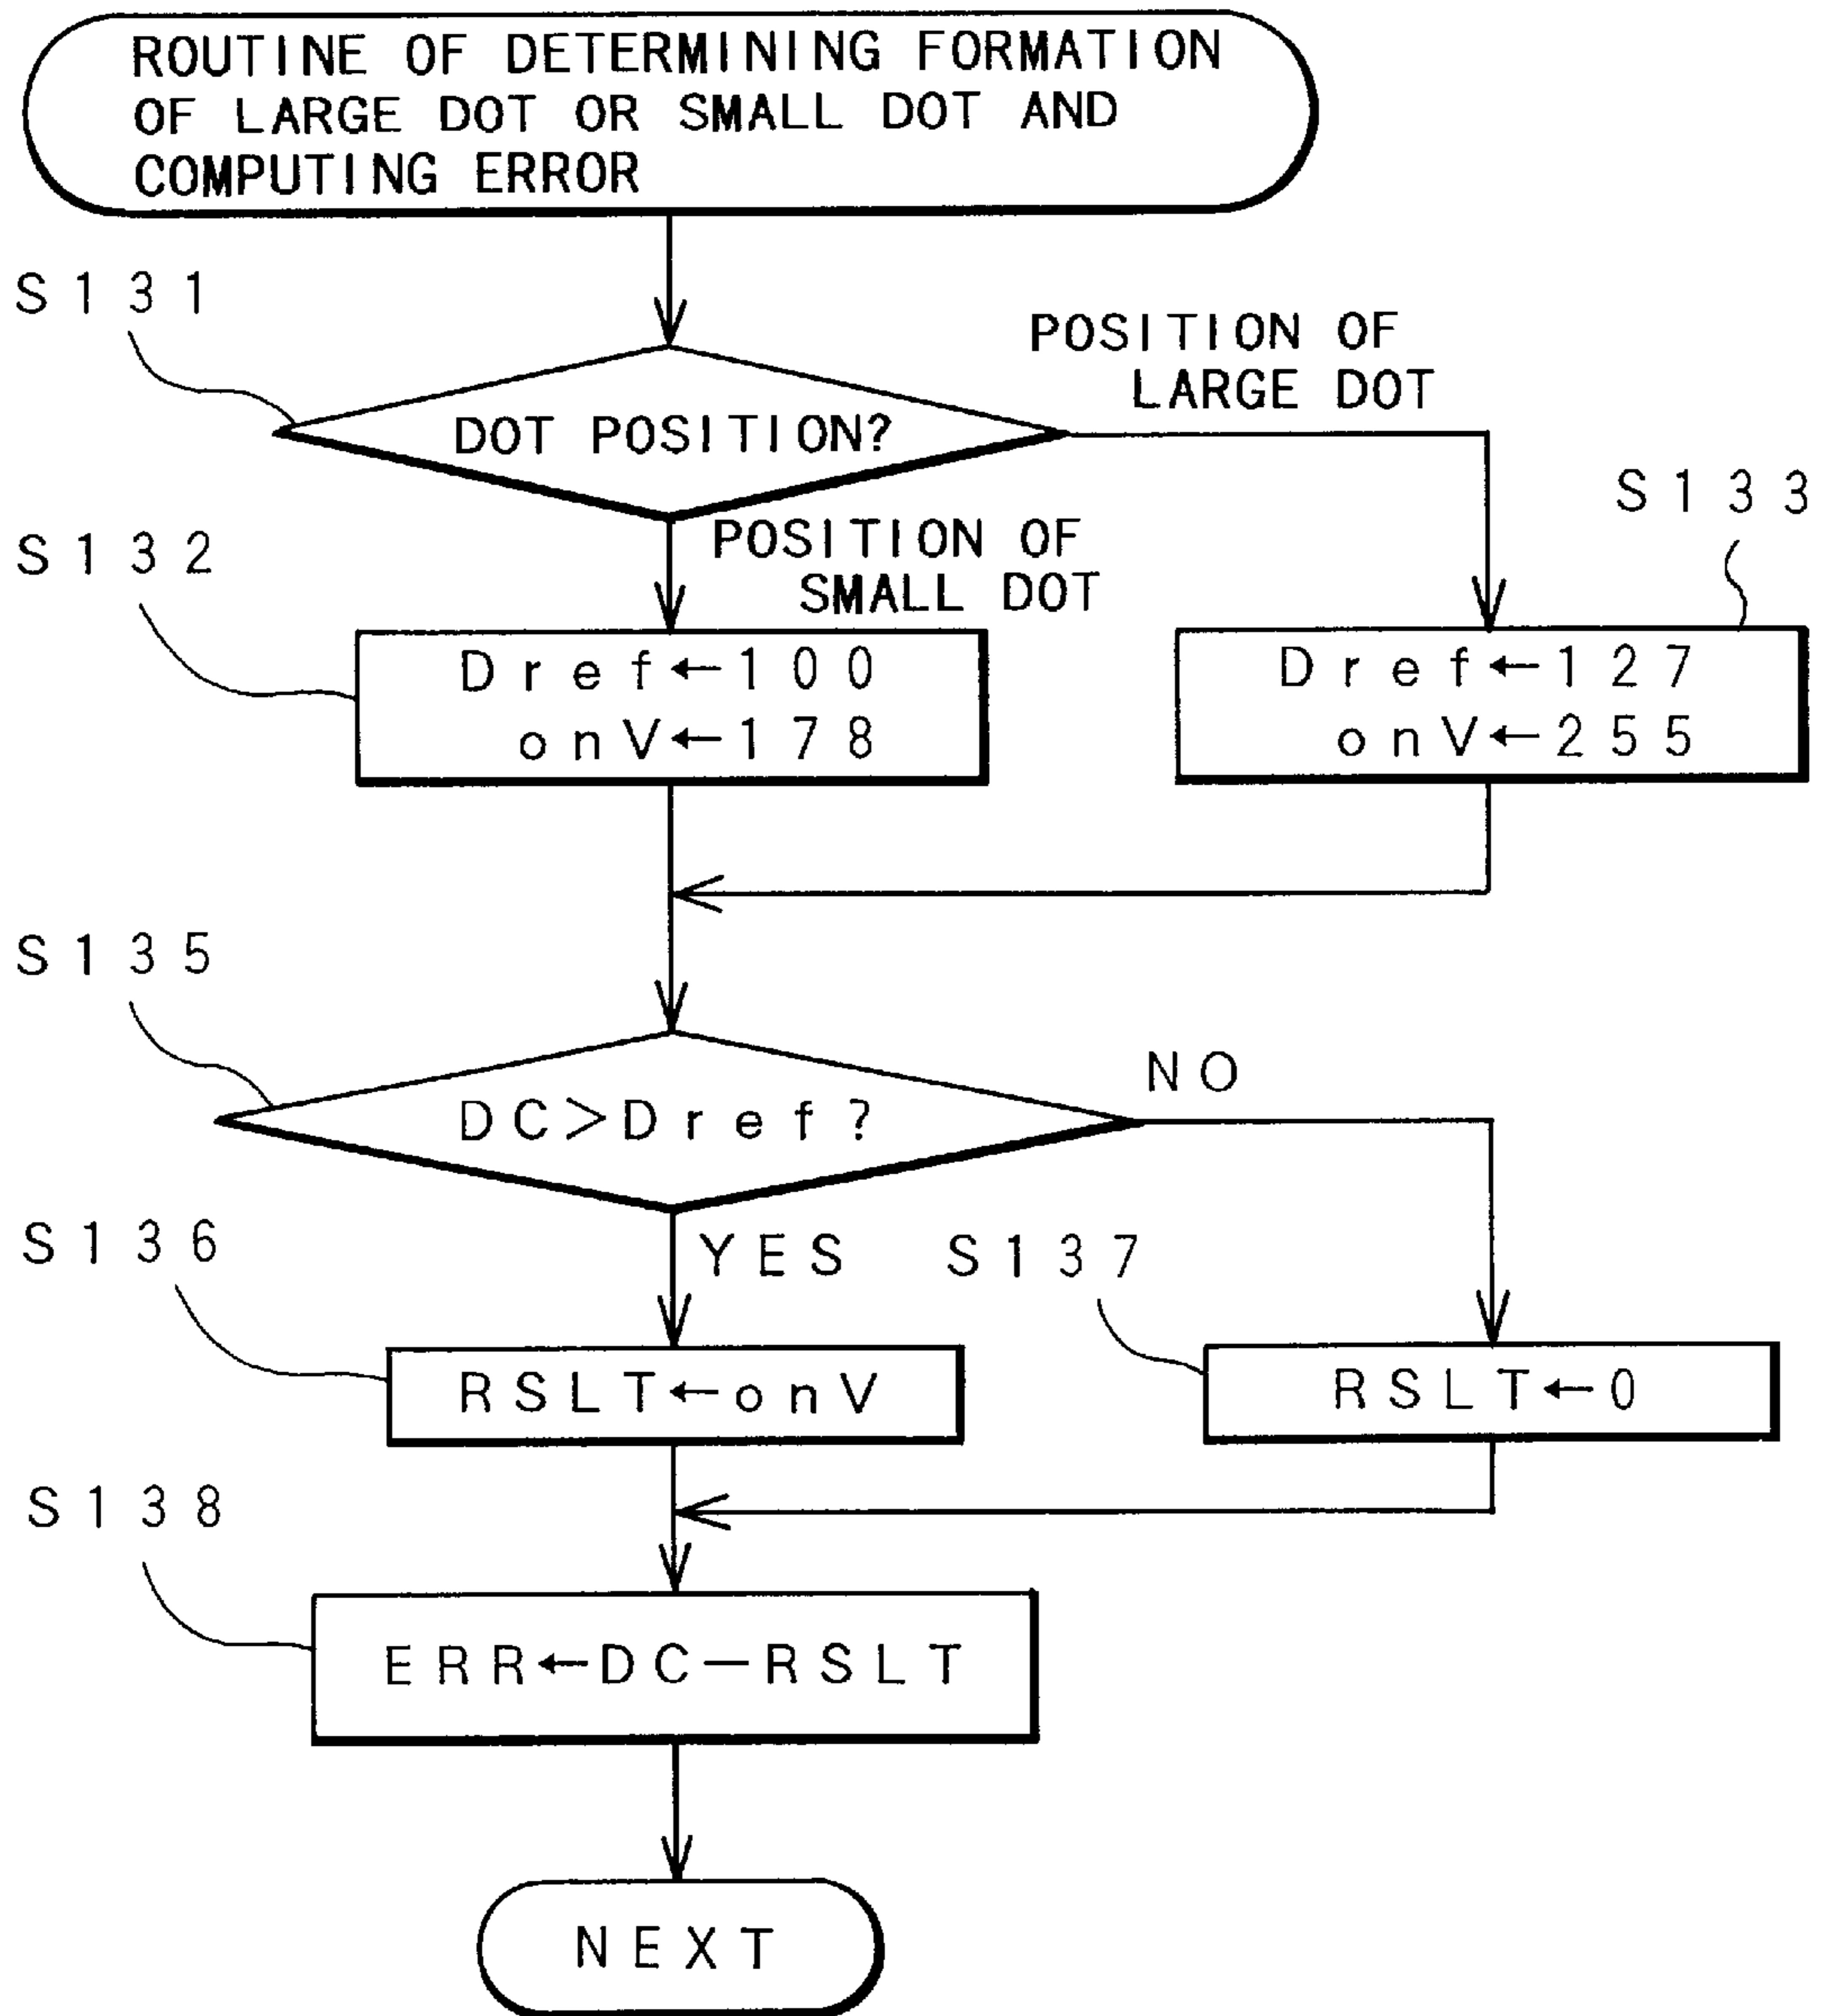 ROUTINE OF DETERMINING FORMATION
OF LARGE DOT OR SMALL DOT AND
COMPUTING ERROR
S131
DOT POSITION?
POSITION OF
LARGE DOT
S133
S132
POSITION OF
SMALL DOT
Dref←100
onV←178
Dref←127
onV←255
S135
DC>Dref?
NO
S136
YES
S137
RSLT←onV
RSLT←0
S138
ERR←DC−RSLT
NEXT